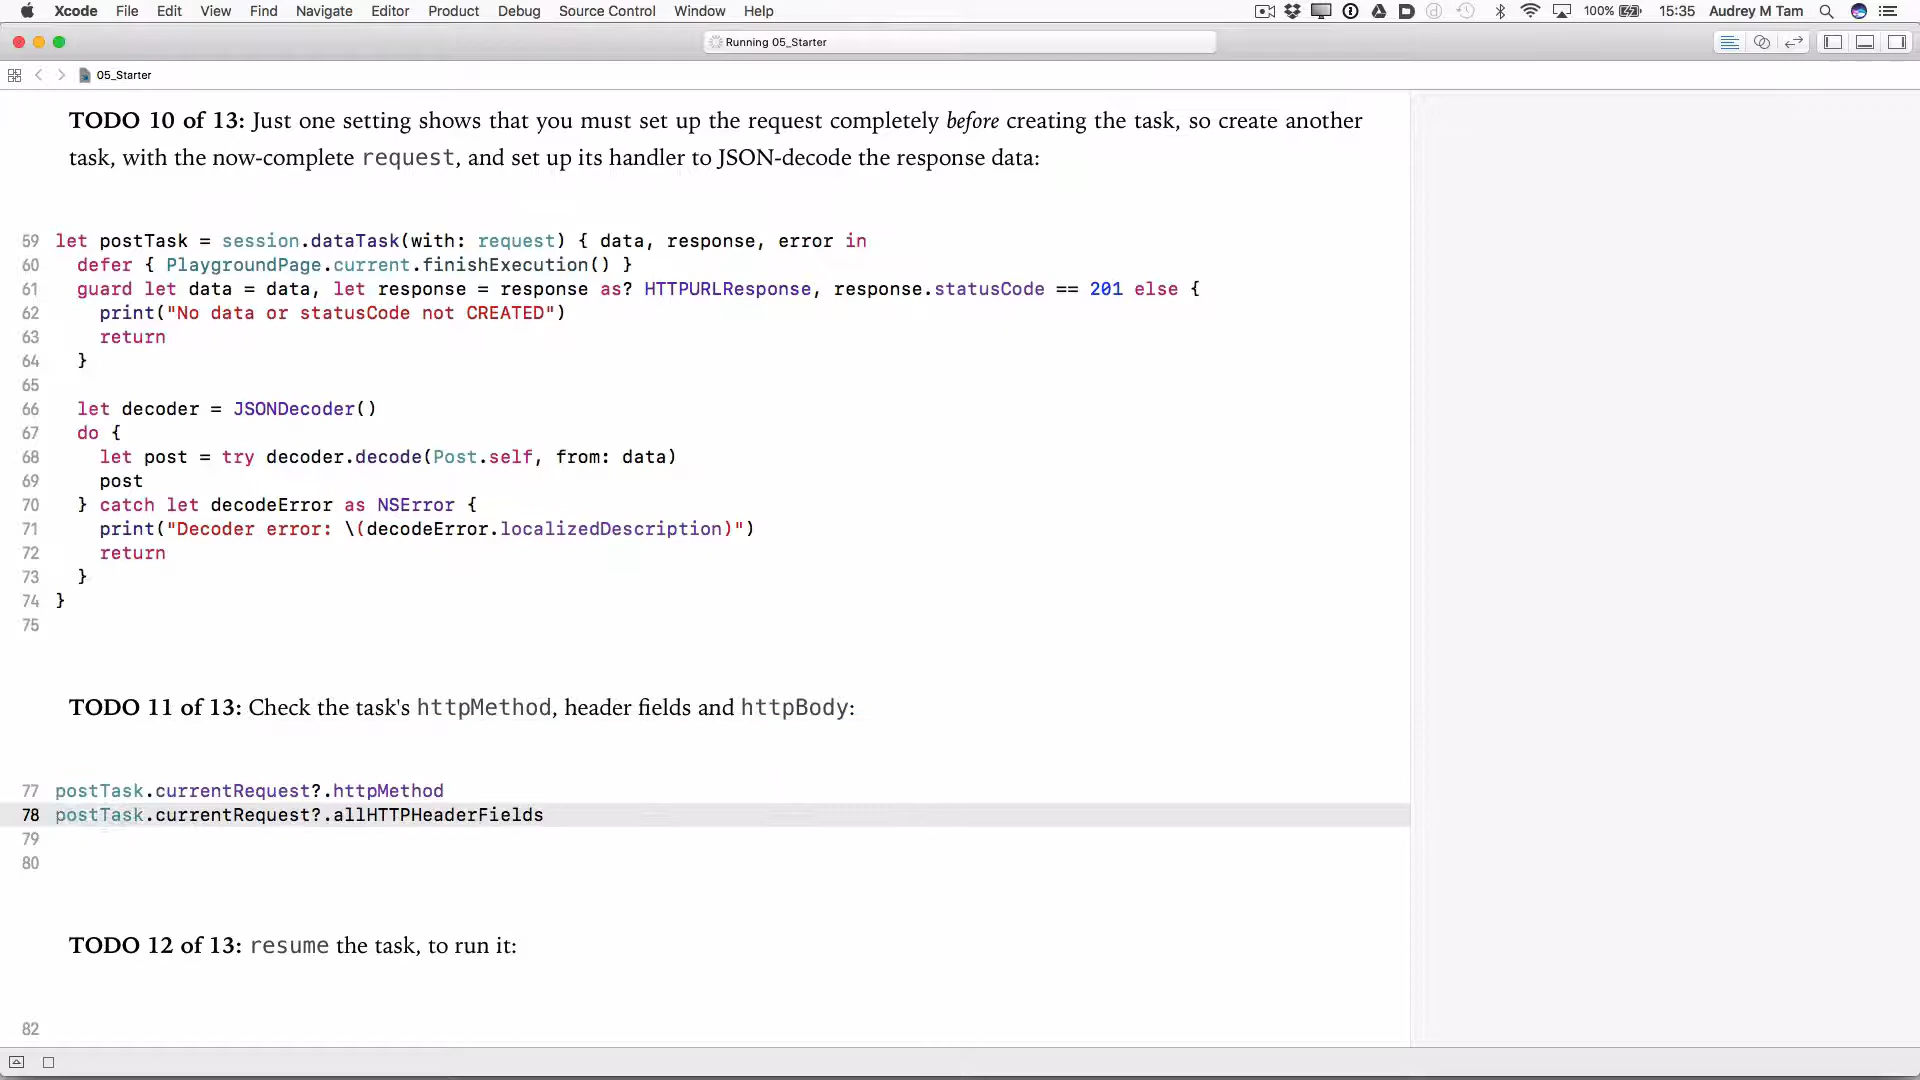 Xcode File Edit View Find Navigate Editor Product Debug Source Control Window Help 100% 15:35 Audrey M Tam
Running 05_Starter
05_Starter
TODO 10 of 13: Just one setting shows that you must set up the request completely before creating the task, so create another
task, with the now-complete request, and set up its handler to JSON-decode the response data:
59 let postTask = session.dataTask(with: request) { data, response, error in
60 defer { PlaygroundPage.current.finishExecution() }
61 guard let data = data, let response = response as? HTTPURLResponse, response.statusCode == 201 else {
62 print("No data or statusCode not CREATED")
63 return
64 }
65
66 let decoder = JSONDecoder()
67 do {
68 let post = try decoder.decode(Post.self, from: data)
69 post
70 } catch let decodeError as NSError {
71 print("Decoder error: \(decodeError.localizedDescription)")
72 return
73 }
74 }
75
TODO 11 of 13: Check the task's httpMethod, header fields and httpBody:
77 postTask.currentRequest?.httpMethod
78 postTask.currentRequest?.allHTTPHeaderFields
79
80
TODO 12 of 13: resume the task, to run it:
82